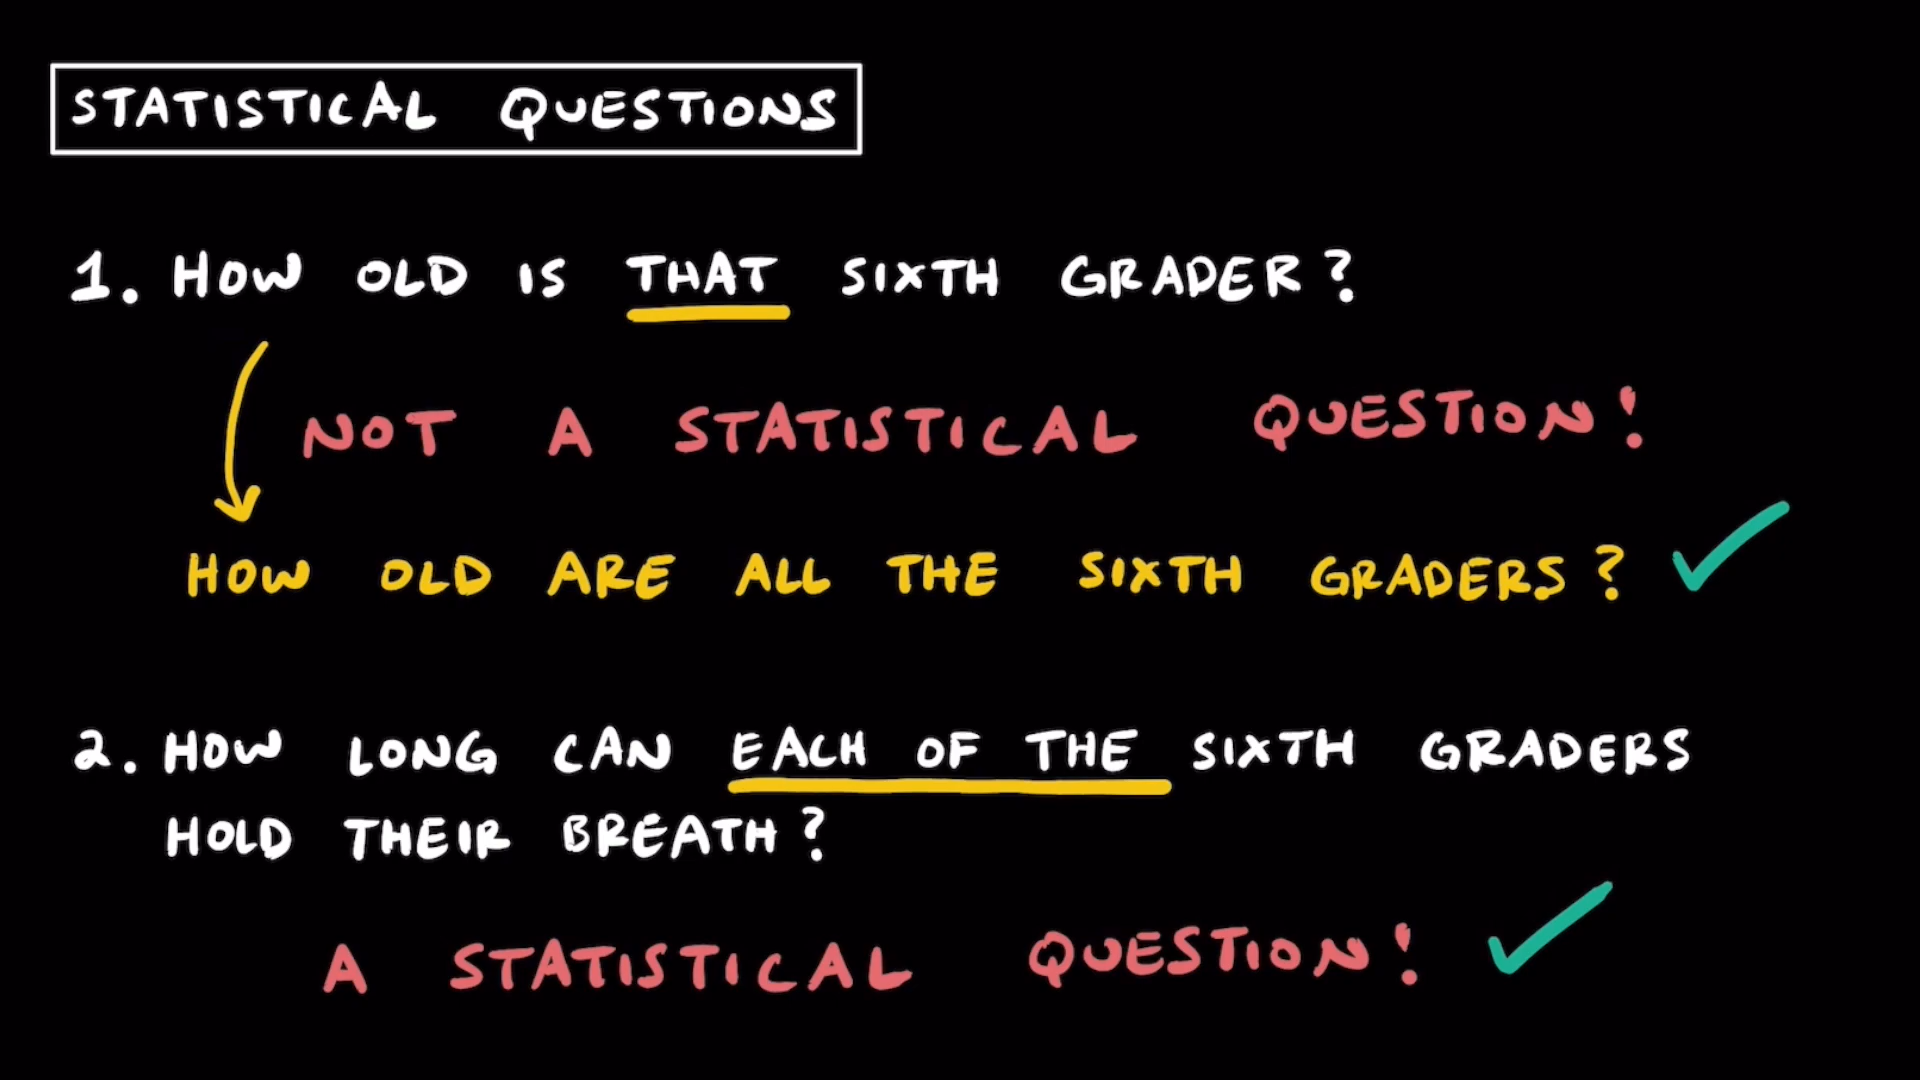 STATISTICAL QUESTIONS
1. HOW OLD IS THAT SIXTH GRADER?
NOT A STATISTICAL QUESTION!
HOW OLD ARE ALL THE SIXTH GRADERS?
2. HOW LONG CAN EACH OF THE SIXTH GRADERS
HOLD THEIR BREATH?
A STATISTICAL QUESTION!